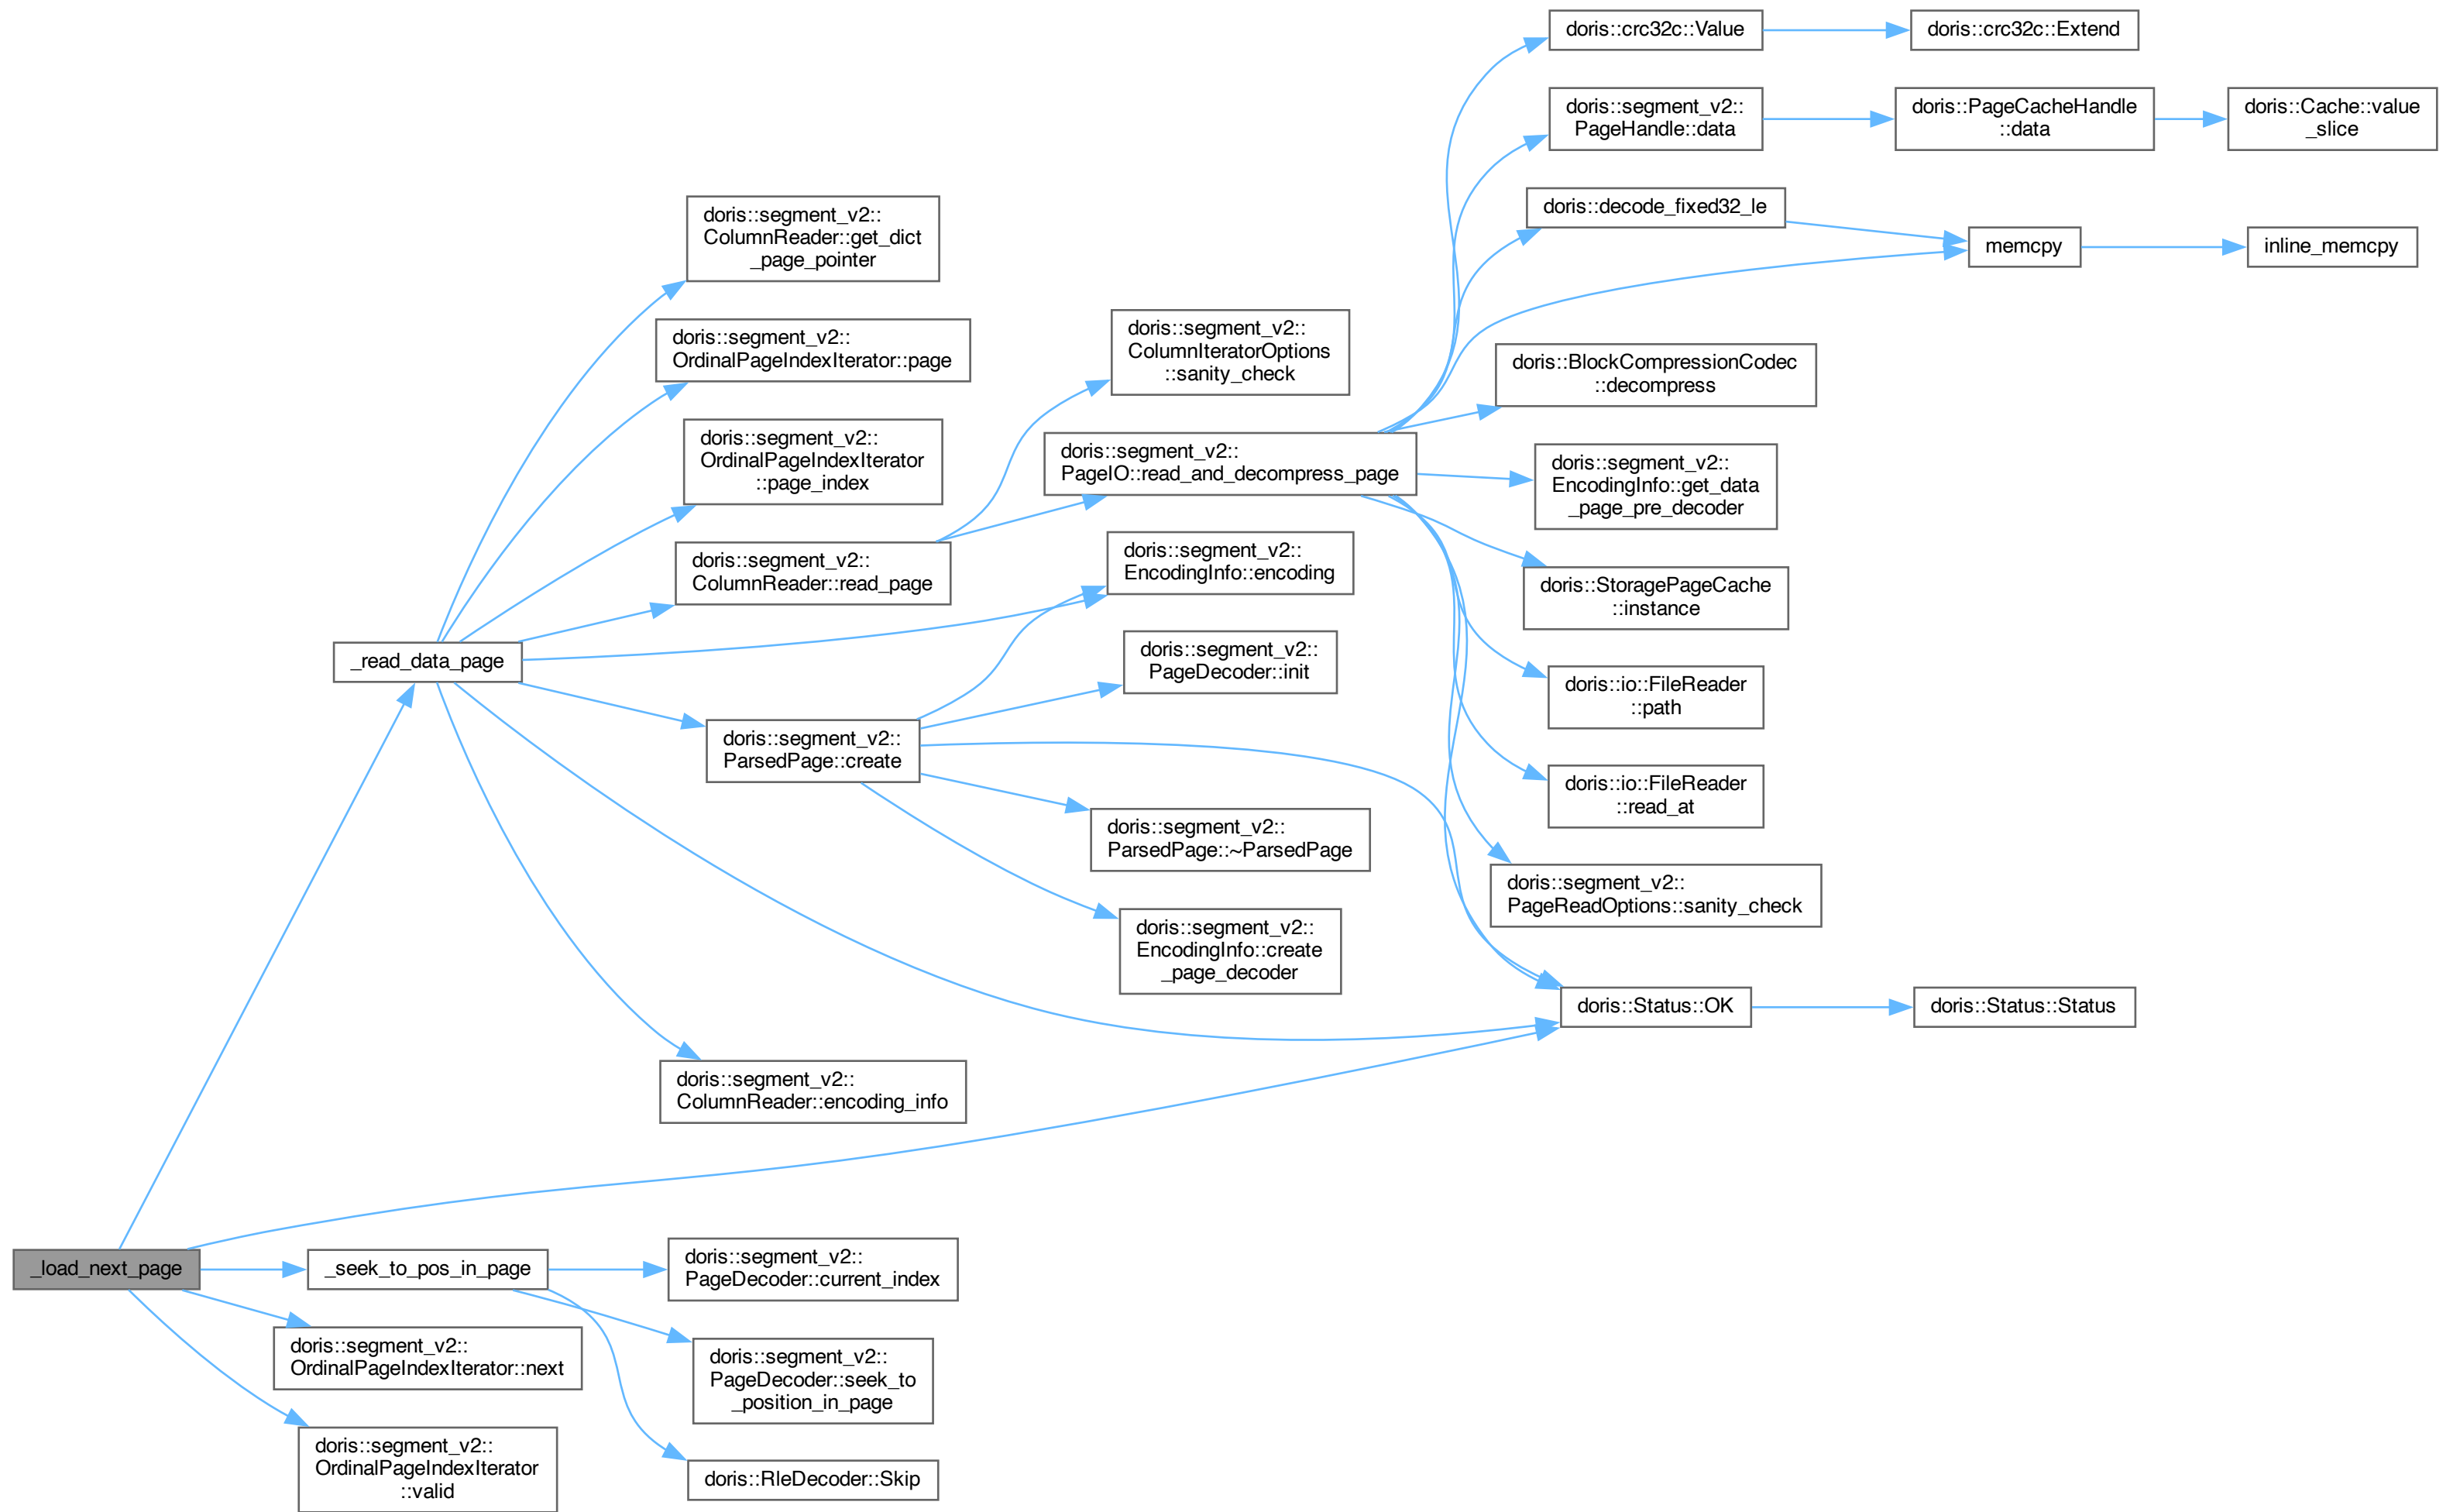 doris::crc32c::Value
doris::crc32c::Extend
doris::segment_v2::
PageHandle::data
doris::PageCacheHandle
::data
doris::Cache::value
_slice
doris::decode_fixed32_le
memcpy
inline_memcpy
doris::segment_v2::
ColumnReader::get_dict
_page_pointer
doris::segment_v2::
OrdinalPageIndexIterator::page
doris::segment_v2::
ColumnIteratorOptions
::sanity_check
doris::BlockCompressionCodec
::decompress
doris::segment_v2::
OrdinalPageIndexIterator
::page_index
doris::segment_v2::
PageIO::read_and_decompress_page
doris::segment_v2::
EncodingInfo::get_data
_page_pre_decoder
doris::segment_v2::
ColumnReader::read_page
doris::segment_v2::
EncodingInfo::encoding
doris::StoragePageCache
::instance
_read_data_page
doris::segment_v2::
PageDecoder::init
doris::io::FileReader
::path
doris::segment_v2::
ParsedPage::create
doris::io::FileReader
::read_at
doris::segment_v2::
ParsedPage::~ParsedPage
doris::segment_v2::
PageReadOptions::sanity_check
doris::segment_v2::
EncodingInfo::create
_page_decoder
doris::Status::OK
doris::Status::Status
doris::segment_v2::
ColumnReader::encoding_info
_load_next_page
_seek_to_pos_in_page
doris::segment_v2::
PageDecoder::current_index
doris::segment_v2::
OrdinalPageIndexIterator::next
doris::segment_v2::
PageDecoder::seek_to
_position_in_page
doris::segment_v2::
OrdinalPageIndexIterator
::valid
doris::RleDecoder::Skip